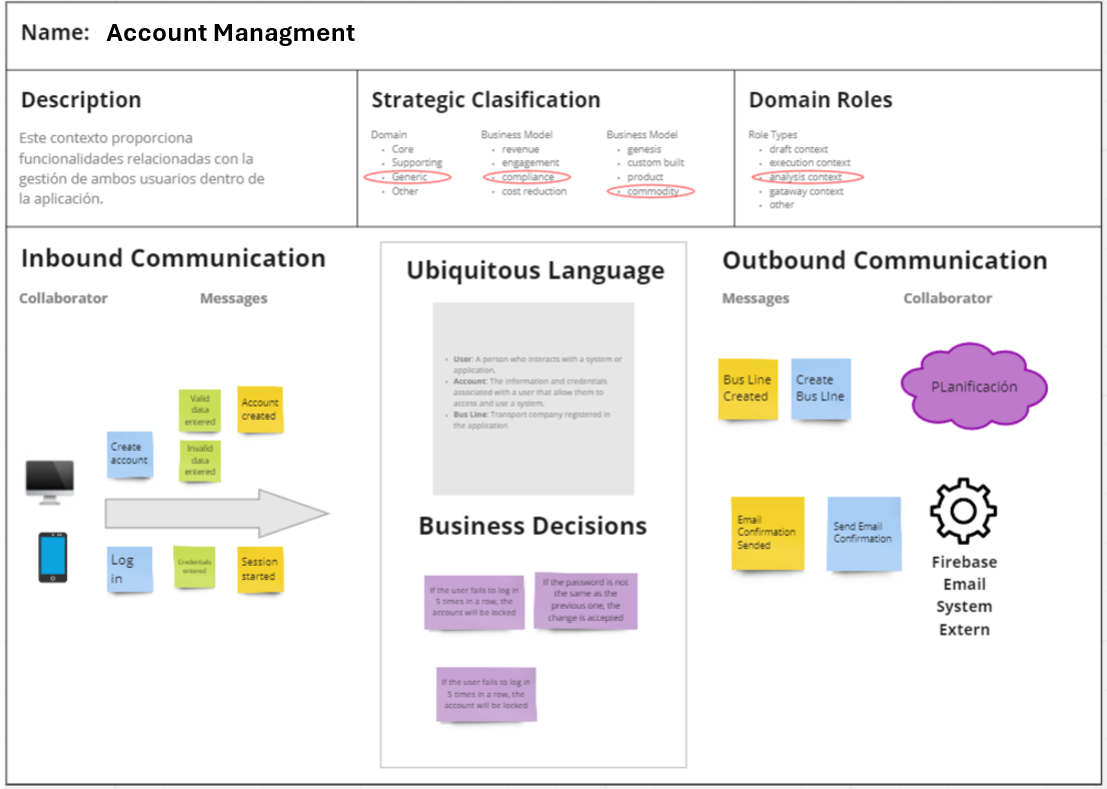 Name: Account Managment
Description
Este contexto proporciona
funcionalidades relacionadas con la
gestión de ambos usuarios dentro de
la aplicación.
Strategic Clasification
Domain
Core
Supporting
Generic
Other
Business Model
revenue
engagement
compliance
cost reduction
Business Model
genesis
custom built
product
commodity
Domain Roles
Role Types
draft context
execution context
analysis context
gataway context
other
Inbound Communication
Collaborator
Messages
Valid
data
entered
Account
created
Create
account
Invalid
data
entered
Log
in
Credentials
entered
Session
started
Ubiquitous Language
User: A person who interacts with a system or
application.
Account: The information and credentials
associated with a user that allow them to
access and use a system.
Bus Line: Transport company registered in
the application
Business Decisions
If the user fails to log in
5 times in a row, the
account will be locked
If the password is not
the same as the
previous one, the
change is accepted
If the user fails to log in
5 times in a row, the
account will be locked
Outbound Communication
Messages
Collaborator
Bus Line
Created
Create
Bus LIne
PLanificación
Email
Confirmation
Sended
Send Email
Confirmation
Firebase
Email
System
Extern